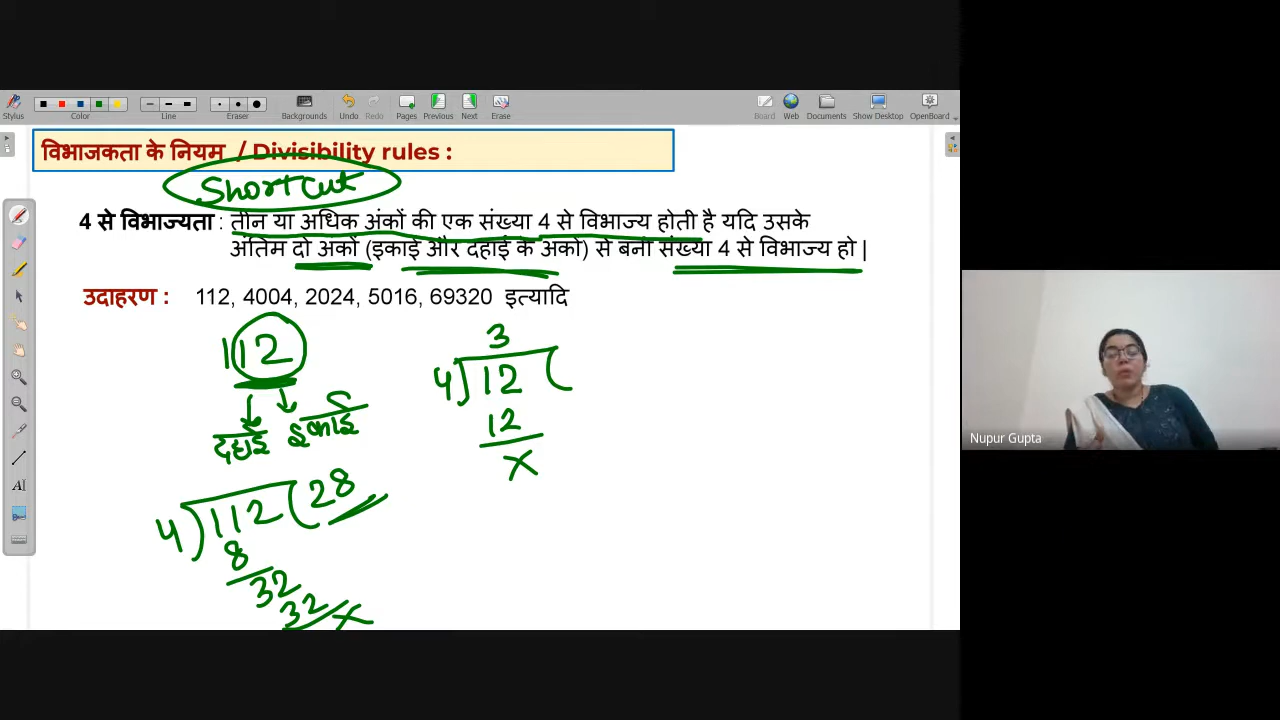 Stylus Color Line Eraser Backgrounds Undo Redo Pages Previous Next Erase Board Web Documents Show Desktop OpenBoard
विभाजकता के नियम / Divisibility rules :
Shortcut
4 से विभाज्यता : तीन या अधिक अंकों की एक संख्या 4 से विभाज्य होती है यदि उसके
अंतिम दो अंकों (इकाई और दहाई के अंको) से बनी संख्या 4 से विभाज्य हो |
उदाहरण : 112, 4004, 2024, 5016, 69320 इत्यादि
112
3
4) 12 (
12
x
दहाई इकाई
4) 112 ( 28
8
32
32
x
Nupur Gupta